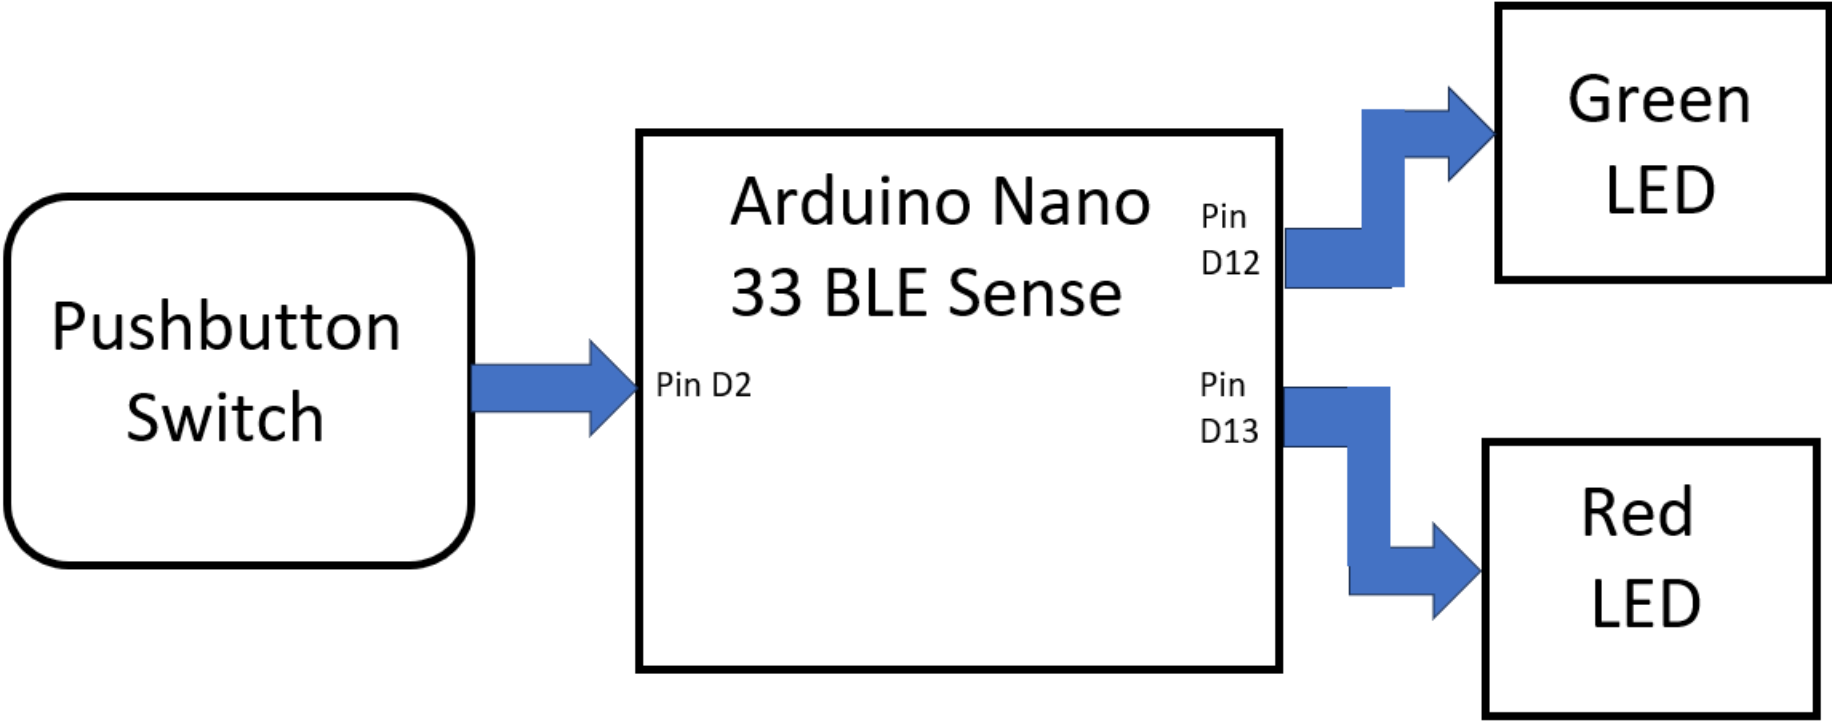 Pushbutton
Switch
Arduino Nano
33 BLE Sense
Pin D2
Pin
D12
Pin
D13
Green
LED
Red
LED